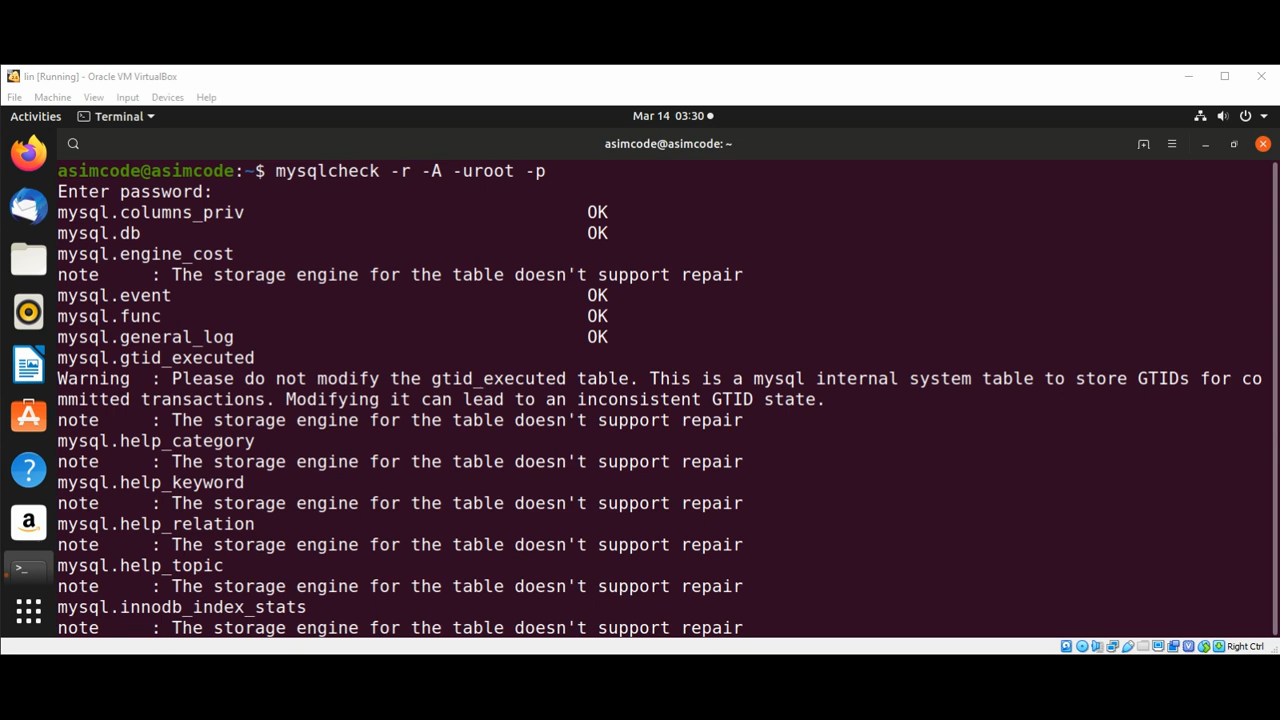 lin [Running] - Oracle VM VirtualBox
File Machine View Input Devices Help
Activities Terminal Mar 14 03:30
asimcode@asimcode: ~
asimcode@asimcode:~$ mysqlcheck -r -A -uroot -p
Enter password:
mysql.columns_priv OK
mysql.db OK
mysql.engine_cost
note : The storage engine for the table doesn't support repair
mysql.event OK
mysql.func OK
mysql.general_log OK
mysql.gtid_executed
Warning : Please do not modify the gtid_executed table. This is a mysql internal system table to store GTIDs for co
mmitted transactions. Modifying it can lead to an inconsistent GTID state.
note : The storage engine for the table doesn't support repair
mysql.help_category
note : The storage engine for the table doesn't support repair
mysql.help_keyword
note : The storage engine for the table doesn't support repair
mysql.help_relation
note : The storage engine for the table doesn't support repair
mysql.help_topic
note : The storage engine for the table doesn't support repair
mysql.innodb_index_stats
note : The storage engine for the table doesn't support repair
Right Ctrl